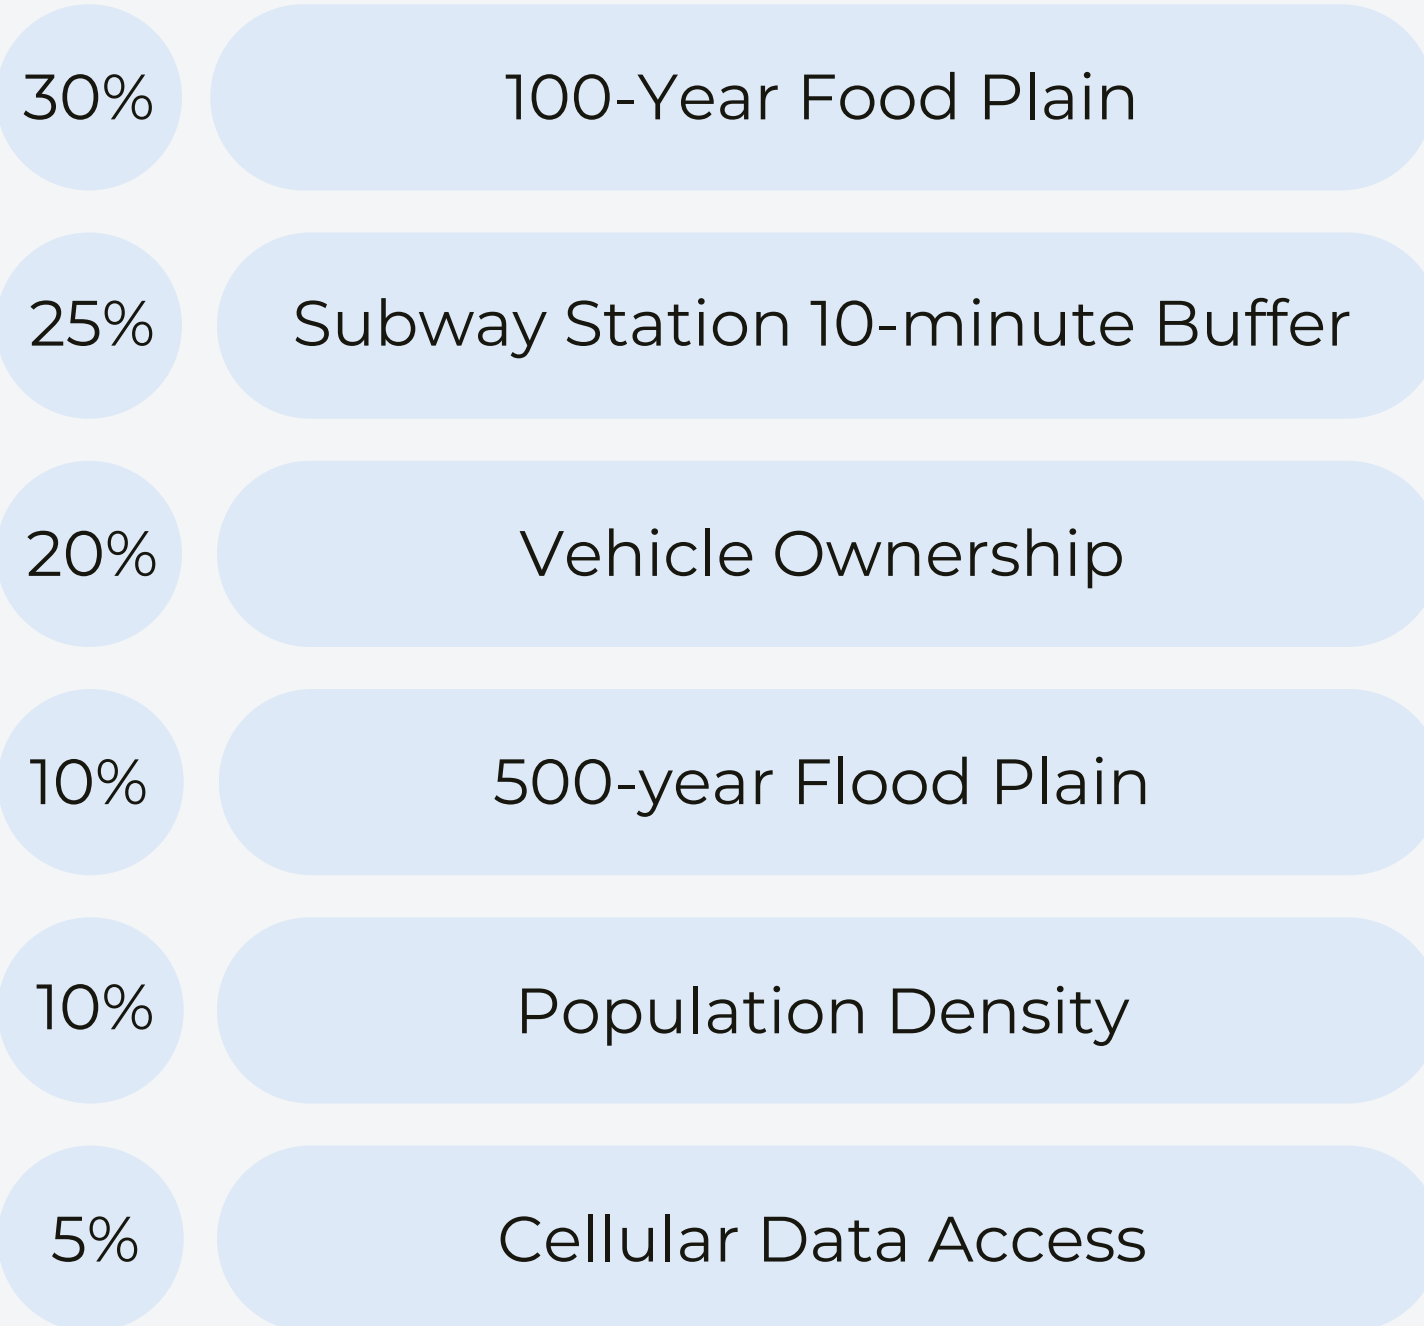 30% 100-Year Food Plain
25% Subway Station 10-minute Buffer
20% Vehicle Ownership
10% 500-year Flood Plain
10% Population Density
5% Cellular Data Access